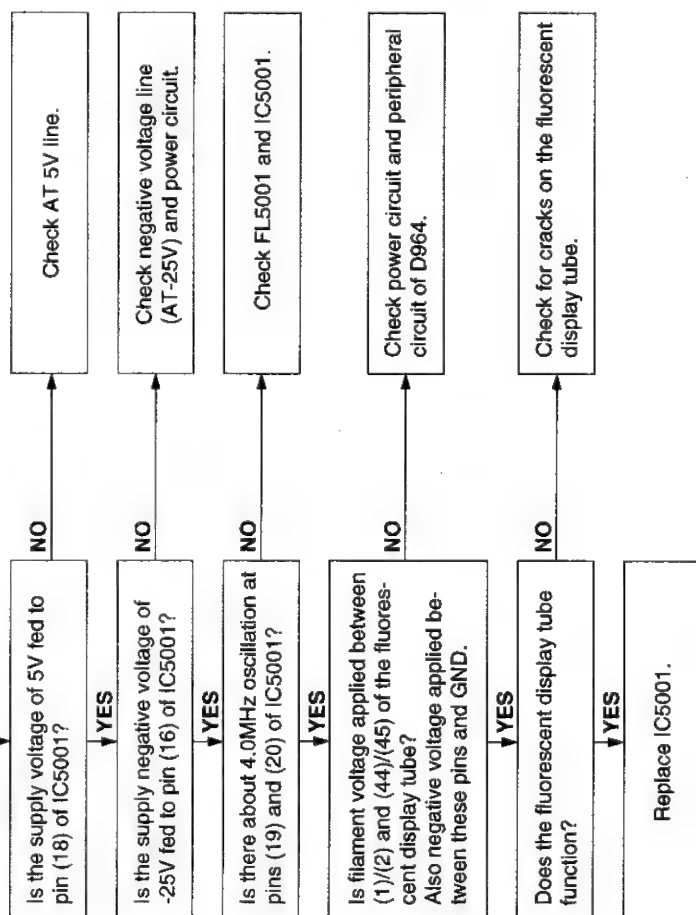 Is the supply voltage of 5V fed to
pin (18) of IC5001?
NO
Check AT 5V line.
YES
Is the supply negative voltage of
-25V fed to pin (16) of IC5001?
NO
Check negative voltage line
(AT-25V) and power circuit.
YES
Is there about 4.0MHz oscillation at
pins (19) and (20) of IC5001?
NO
Check FL5001 and IC5001.
YES
Is filament voltage applied between
(1)/(2) and (44)/(45) of the fluores-
cent display tube?
Also negative voltage applied be-
tween these pins and GND.
NO
Check power circuit and peripheral
circuit of D964.
YES
Does the fluorescent display tube
function?
NO
Check for cracks on the fluorescent
display tube.
YES
Replace IC5001.